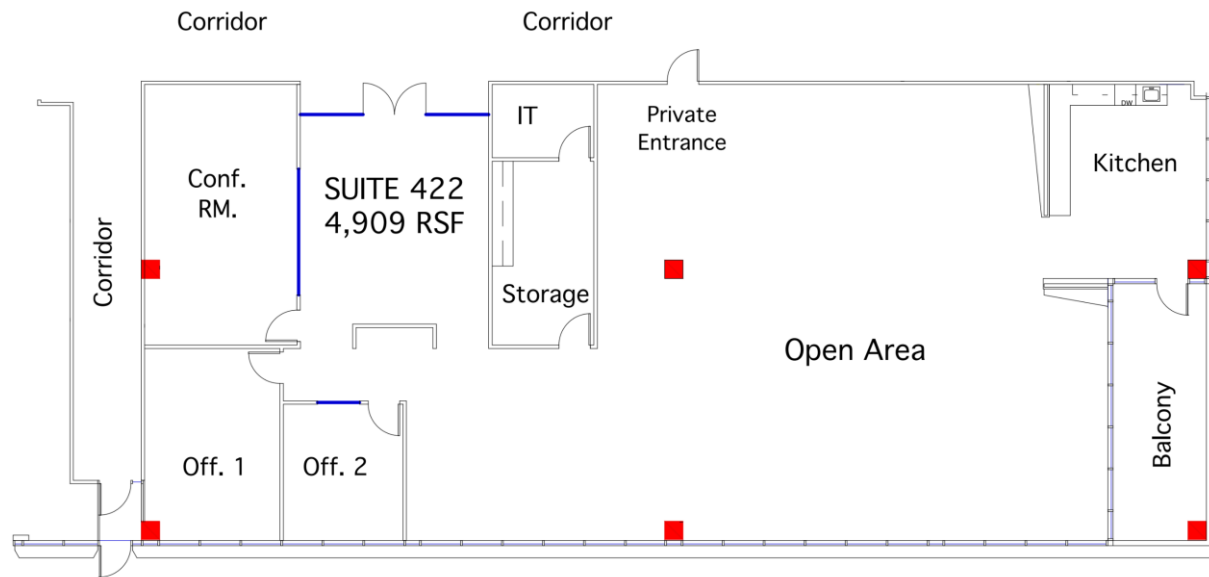 Corridor
Corridor
IT
Private
Entrance
DW
Kitchen
Conf.
RM.
SUITE 422
4,909 RSF
Corridor
Storage
Open Area
Balcony
Off. 1
Off. 2